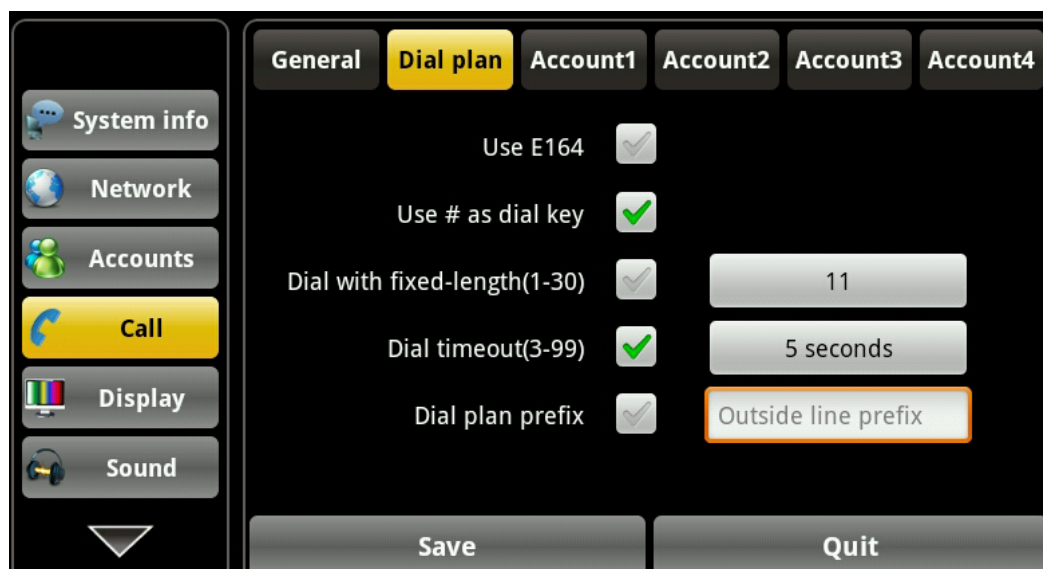 General Dial plan Account1 Account2 Account3 Account4
System info
Network
Accounts
Call
Display
Sound
Use E164
Use # as dial key
Dial with fixed-length(1-30) 11
Dial timeout(3-99) 5 seconds
Dial plan prefix Outside line prefix
Save Quit